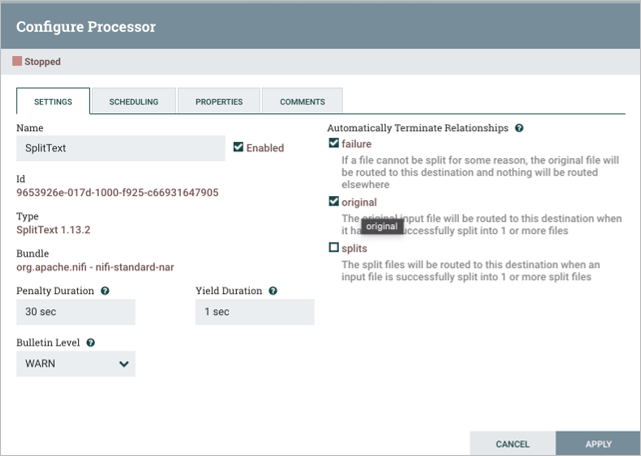 Configure Processor
Stopped
SETTINGS
SCHEDULING
PROPERTIES
COMMENTS
Name
SplitText
Enabled
Id
9653926e-017d-1000-f925-c66931647905
Type
SplitText 1.13.2
Bundle
org.apache.nifi - nifi-standard-nar
Penalty Duration
30 sec
Yield Duration
1 sec
Bulletin Level
WARN
Automatically Terminate Relationships
failure
If a file cannot be split for some reason, the original file will
be routed to this destination and nothing will be routed
elsewhere
original
The original input file will be routed to this destination when
it ha uccessfully split into 1 or more files
original
splits
The split files will be routed to this destination when an
input file is successfully split into 1 or more split files
CANCEL
APPLY